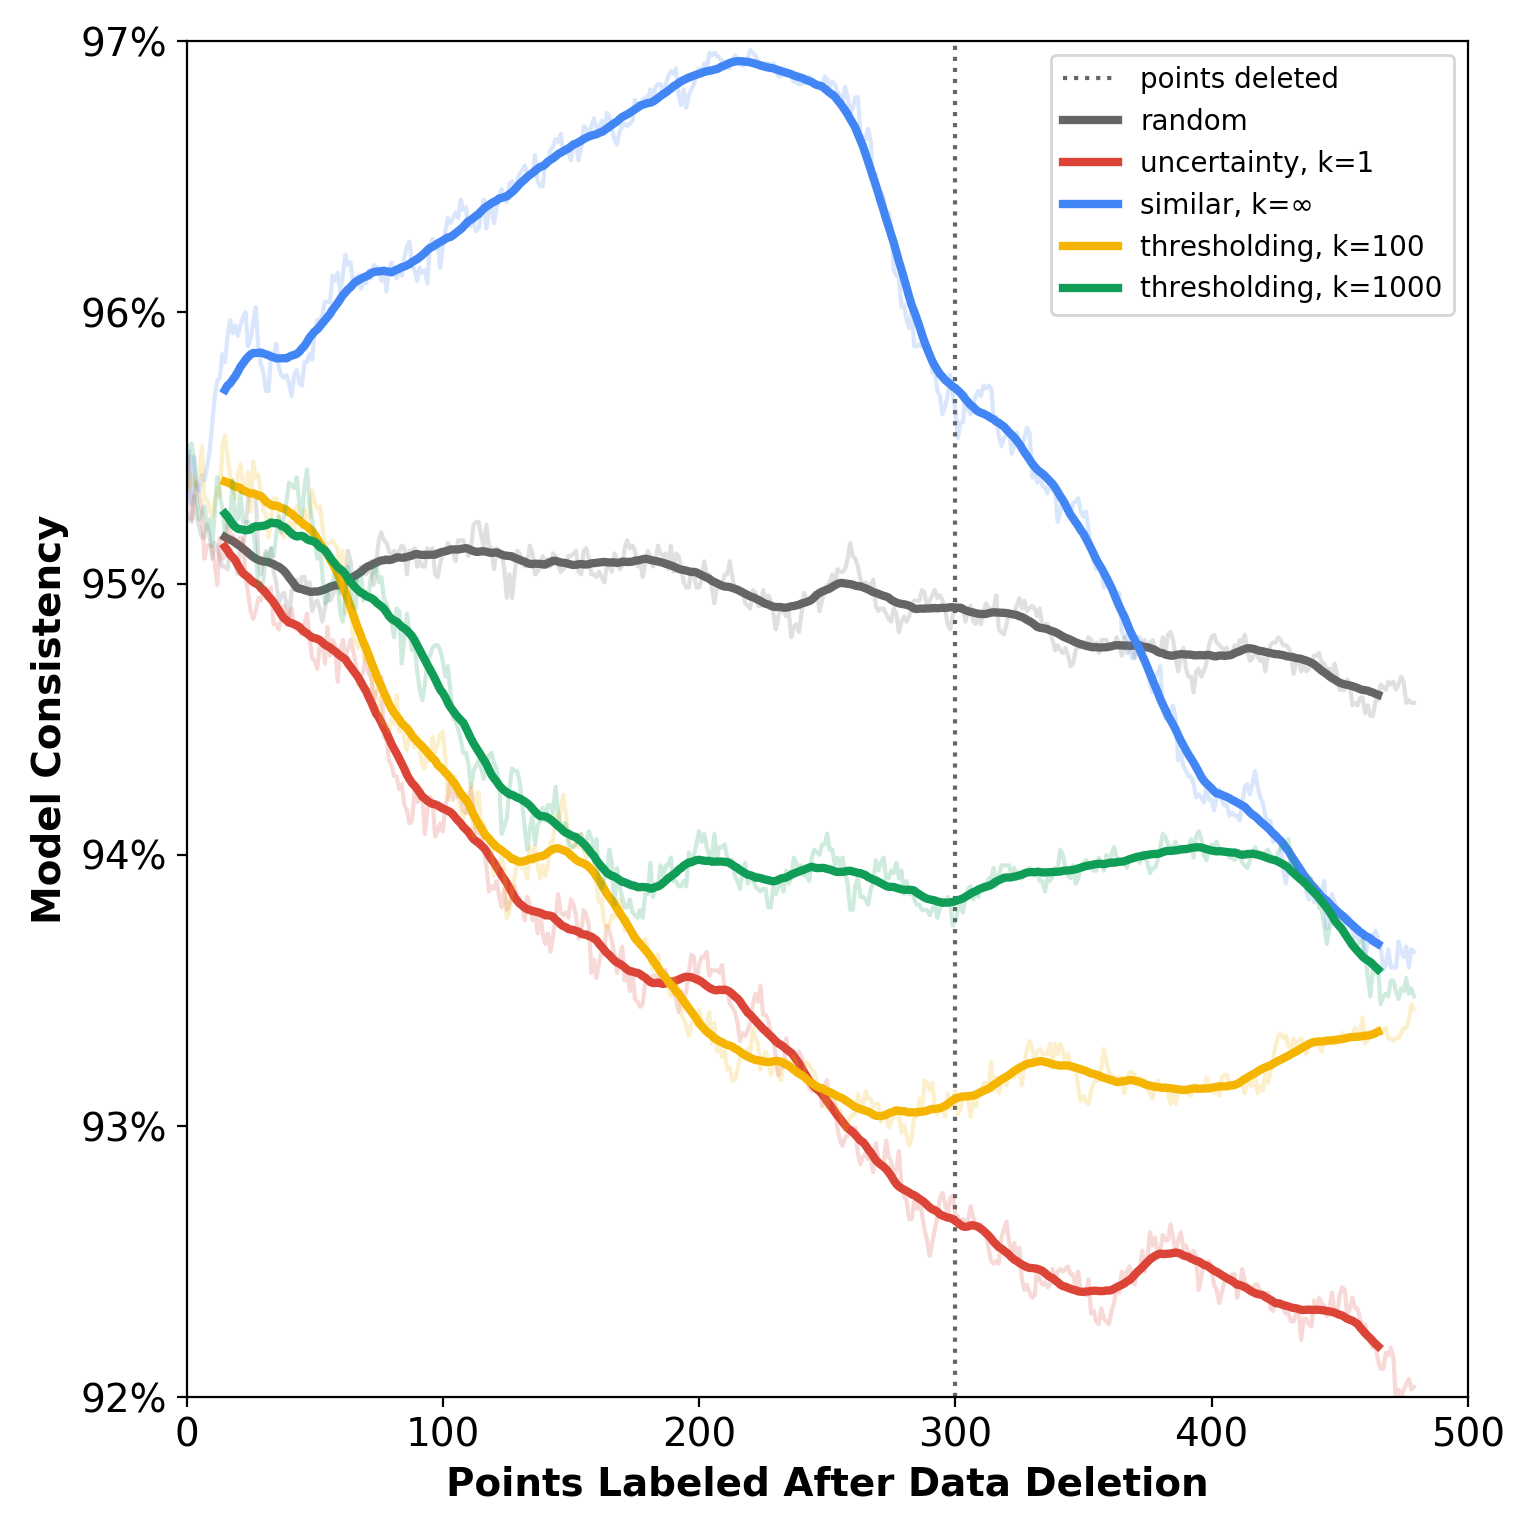 97%
96%
95%
94%
93%
92%
Model Consistency
points deleted
random
uncertainty, k=1
similar, k=∞
thresholding, k=100
thresholding, k=1000
0 100 200 300 400 500
Points Labeled After Data Deletion